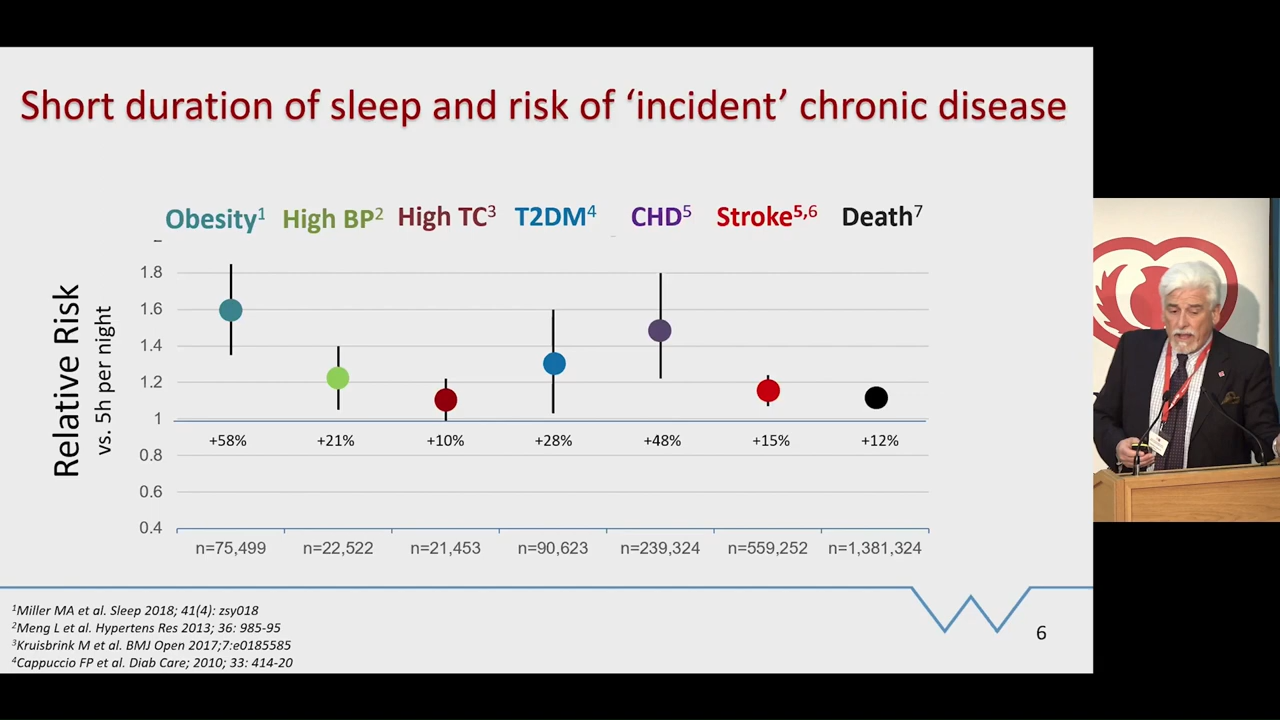 Short duration of sleep and risk of ‘incident’ chronic disease
Obesity¹ High BP² High TC³ T2DM⁴ CHD⁵ Stroke⁵,⁶ Death⁷
Relative Risk
vs. 5h per night
1.8
1.6
1.4
1.2
1
+58% +21% +10% +28% +48% +15% +12%
0.8
0.6
0.4
n=75,499 n=22,522 n=21,453 n=90,623 n=239,324 n=559,252 n=1,381,324
¹Miller MA et al. Sleep 2018; 41(4): zsy018
²Meng L et al. Hypertens Res 2013; 36: 985-95
³Kruisbrink M et al. BMJ Open 2017;7:e0185585
⁴Cappuccio FP et al. Diab Care; 2010; 33: 414-20
6